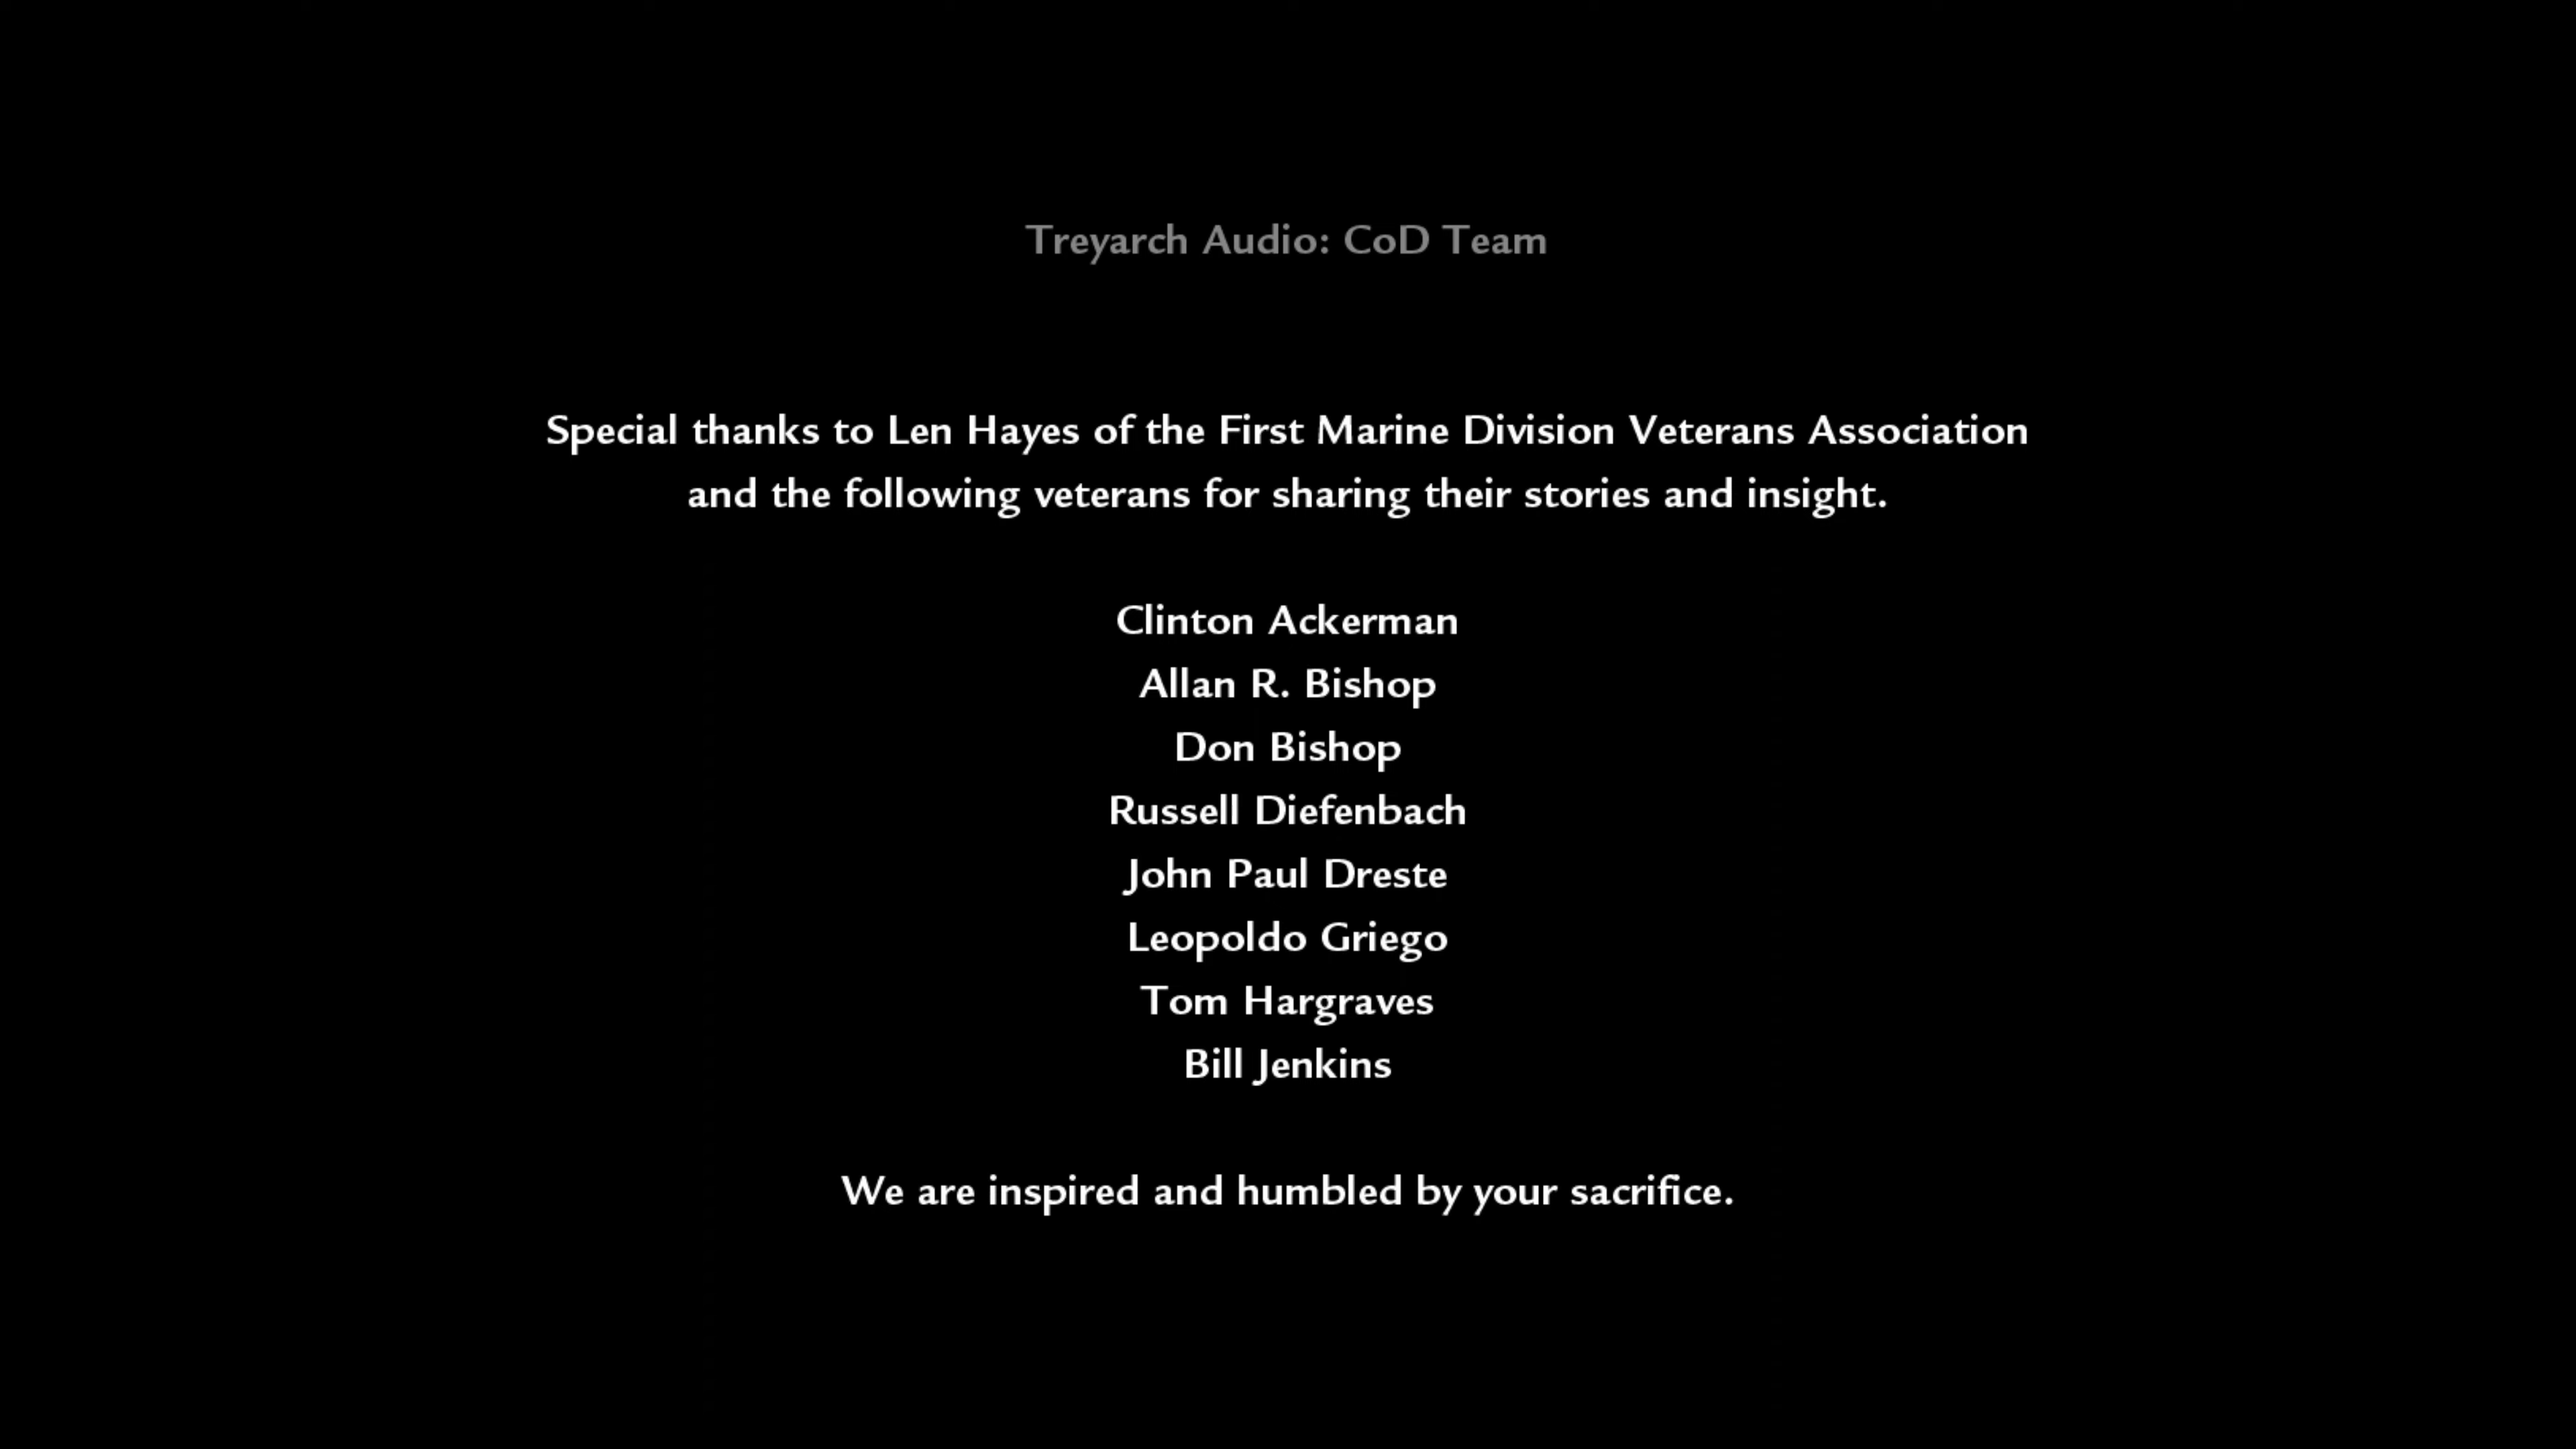 Treyarch Audio: CoD Team
Special thanks to Len Hayes of the First Marine Division Veterans Association
and the following veterans for sharing their stories and insight.
Clinton Ackerman
Allan R. Bishop
Don Bishop
Russell Diefenbach
John Paul Dreste
Leopoldo Griego
Tom Hargraves
Bill Jenkins
We are inspired and humbled by your sacrifice.